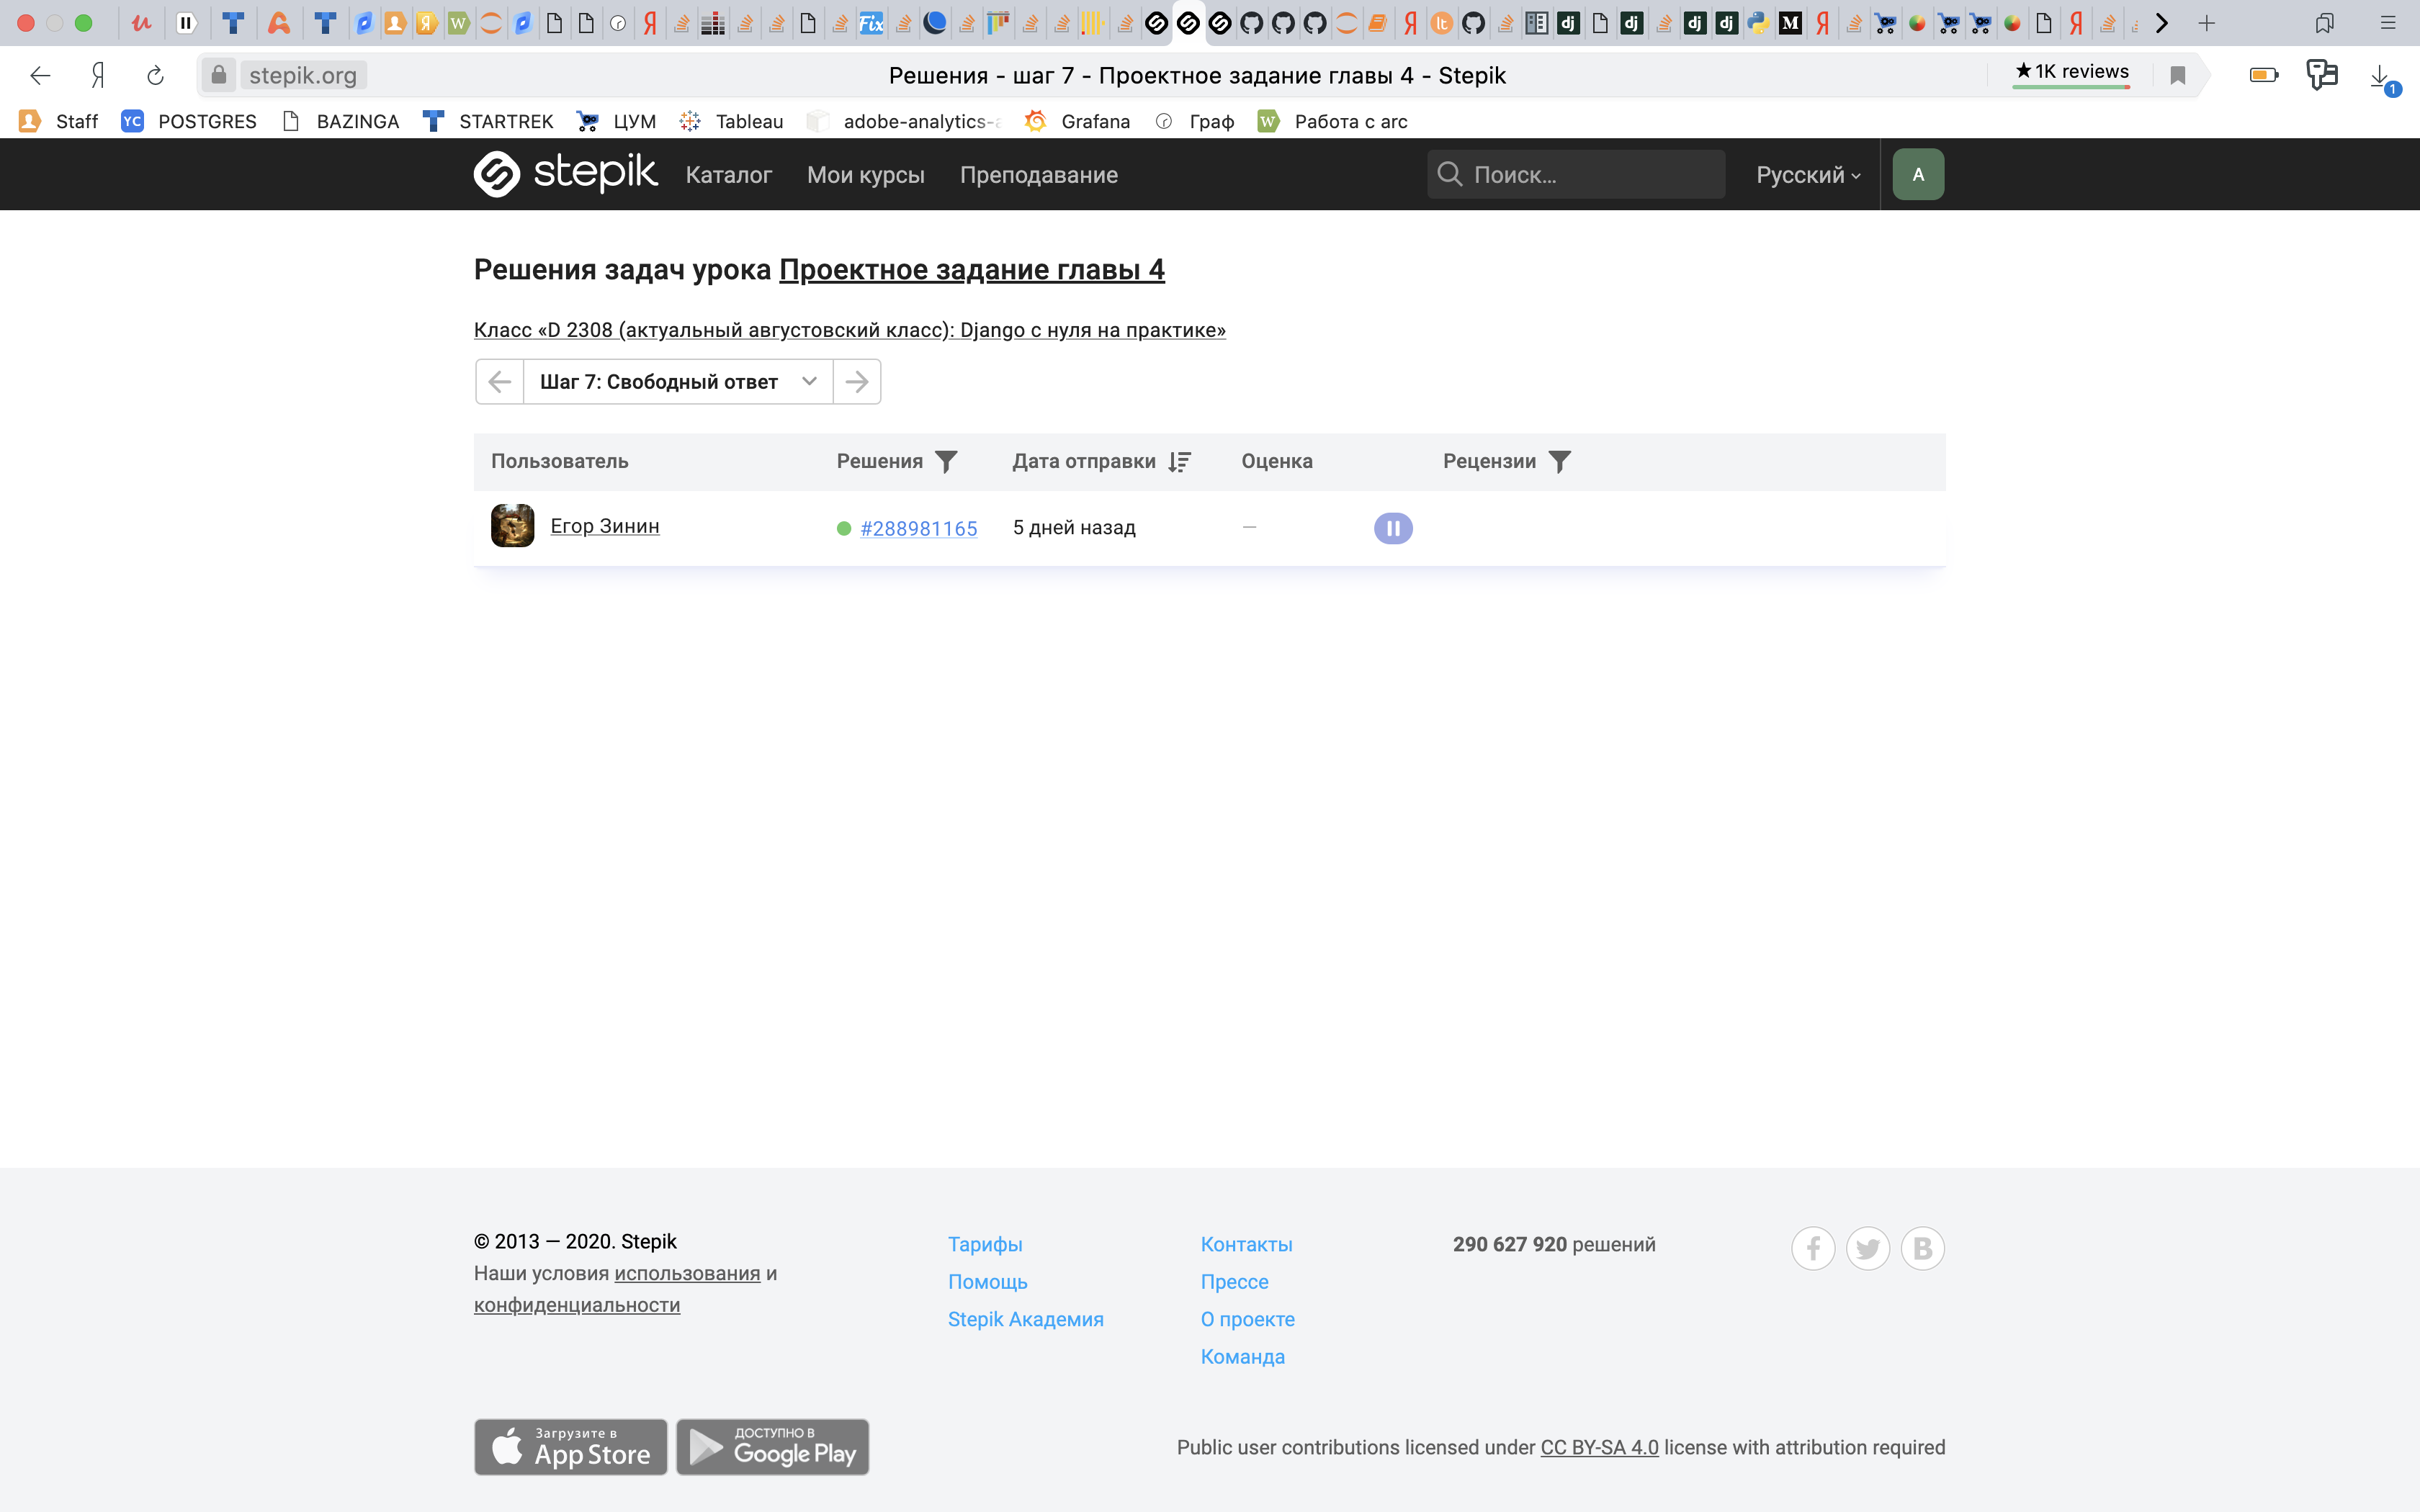 stepik.org
Решения - шаг 7 - Проектное задание главы 4 - Stepik
★1K reviews
1
Staff
YC POSTGRES
BAZINGA
STARTREK
ЦУМ
Tableau
adobe-analytics-a
Grafana
Граф
W Работа с arc
stepik
Каталог
Мои курсы
Преподавание
Поиск...
Русский
A
Решения задач урока Проектное задание главы 4
Класс «D 2308 (актуальный августовский класс): Django с нуля на практике»
Шаг 7: Свободный ответ
Пользователь
Решения
Дата отправки
Оценка
Рецензии
Егор Зинин
#288981165
5 дней назад
—
© 2013 — 2020. Stepik
Наши условия использования и
конфиденциальности
Тарифы
Помощь
Stepik Академия
Контакты
Прессе
О проекте
Команда
290 627 920 решений
Загрузите в
App Store
ДОСТУПНО В
Google Play
Public user contributions licensed under CC BY-SA 4.0 license with attribution required